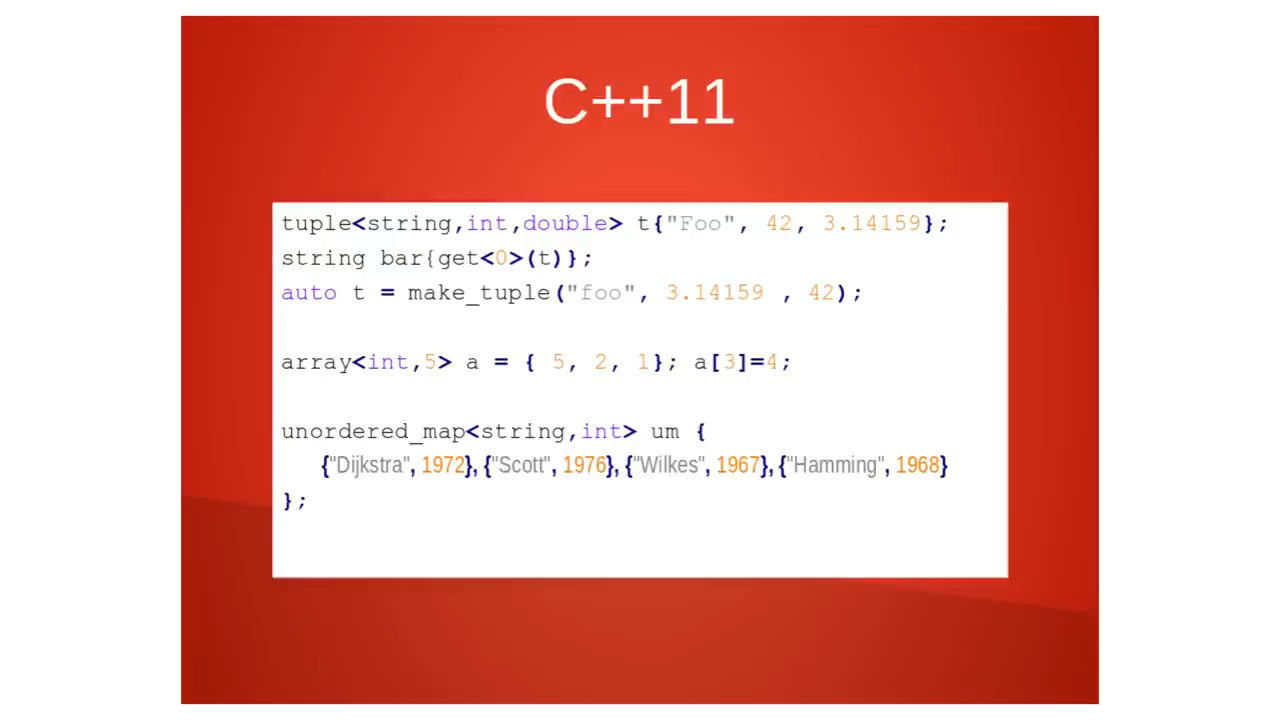 C++11
tuple<string,int,double> t{"Foo", 42, 3.14159};
string bar{get<0>(t)};
auto t = make_tuple("foo", 3.14159 , 42);
array<int,5> a = { 5, 2, 1}; a[3]=4;
unordered_map<string,int> um {
{"Dijkstra", 1972}, {"Scott", 1976}, {"Wilkes", 1967}, {"Hamming", 1968}
};